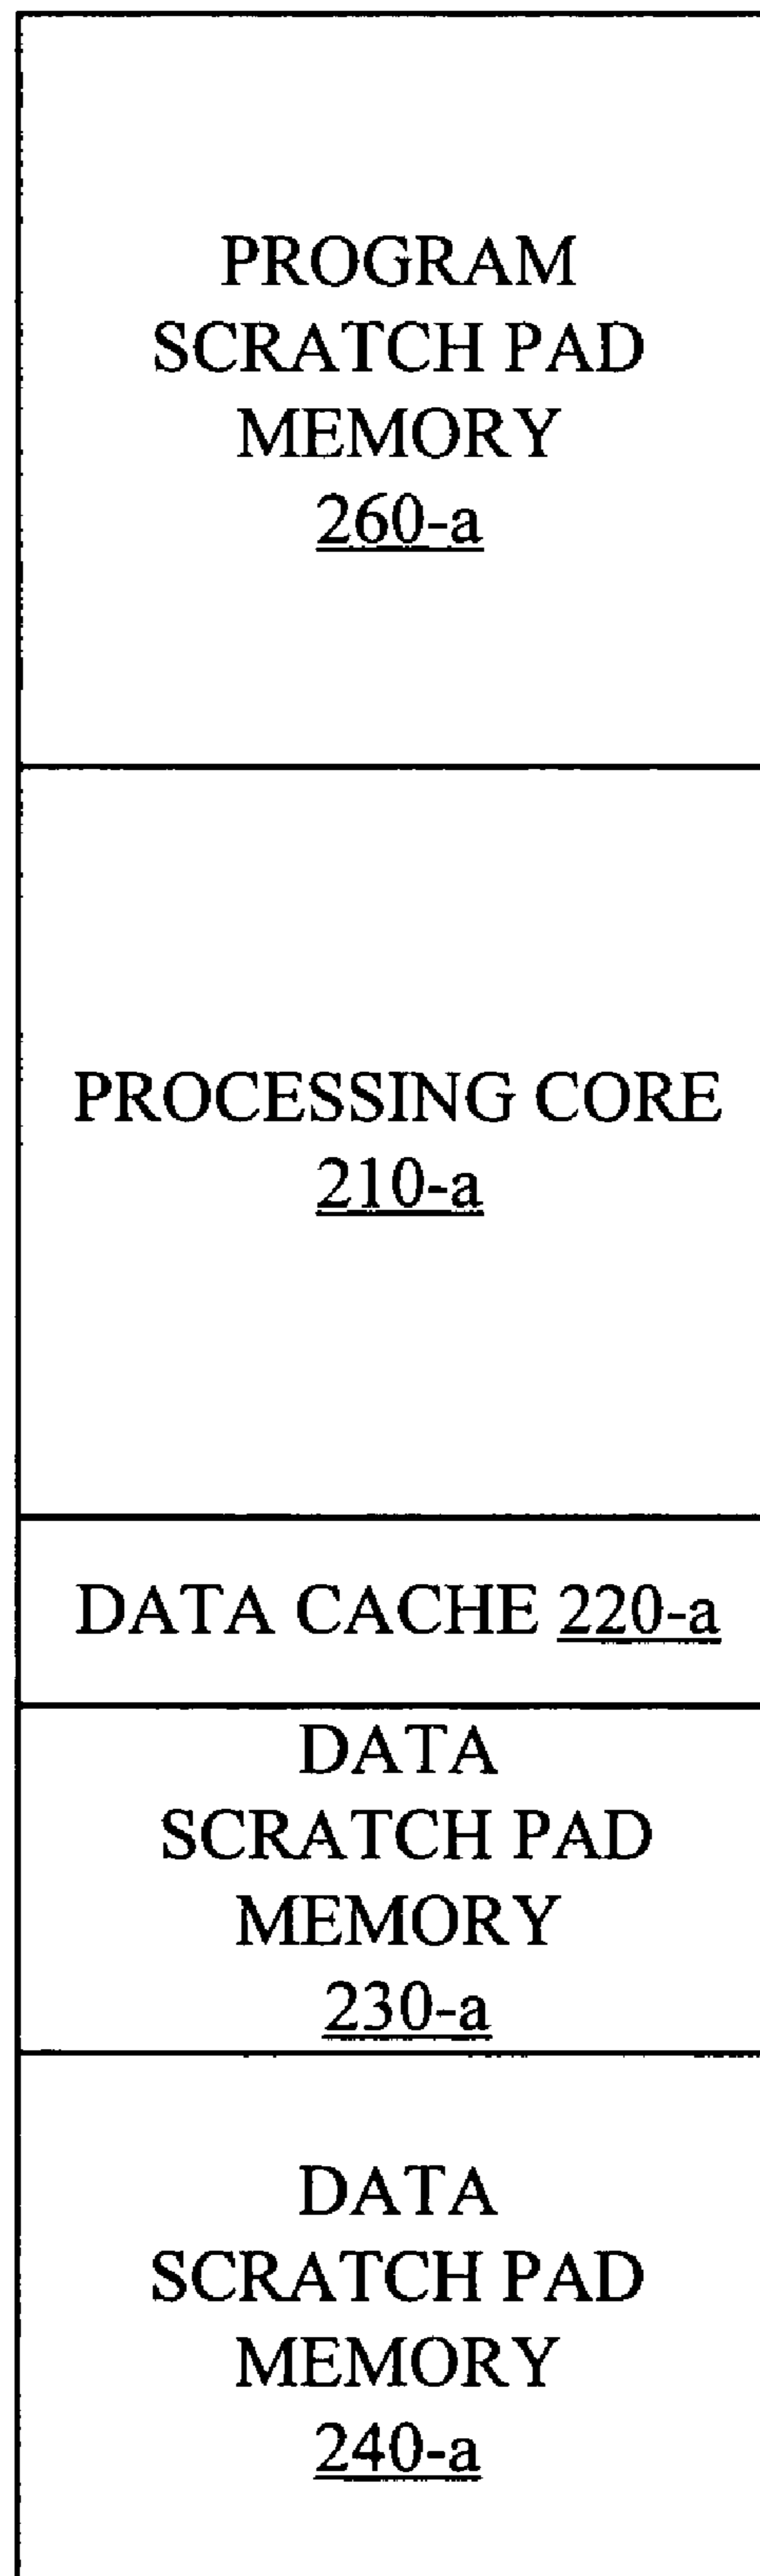 PROGRAM
SCRATCH PAD
MEMORY
260-a
PROCESSING CORE
210-a
DATA CACHE 220-a
DATA
SCRATCH PAD
MEMORY
230-a
DATA
SCRATCH PAD
MEMORY
240-a